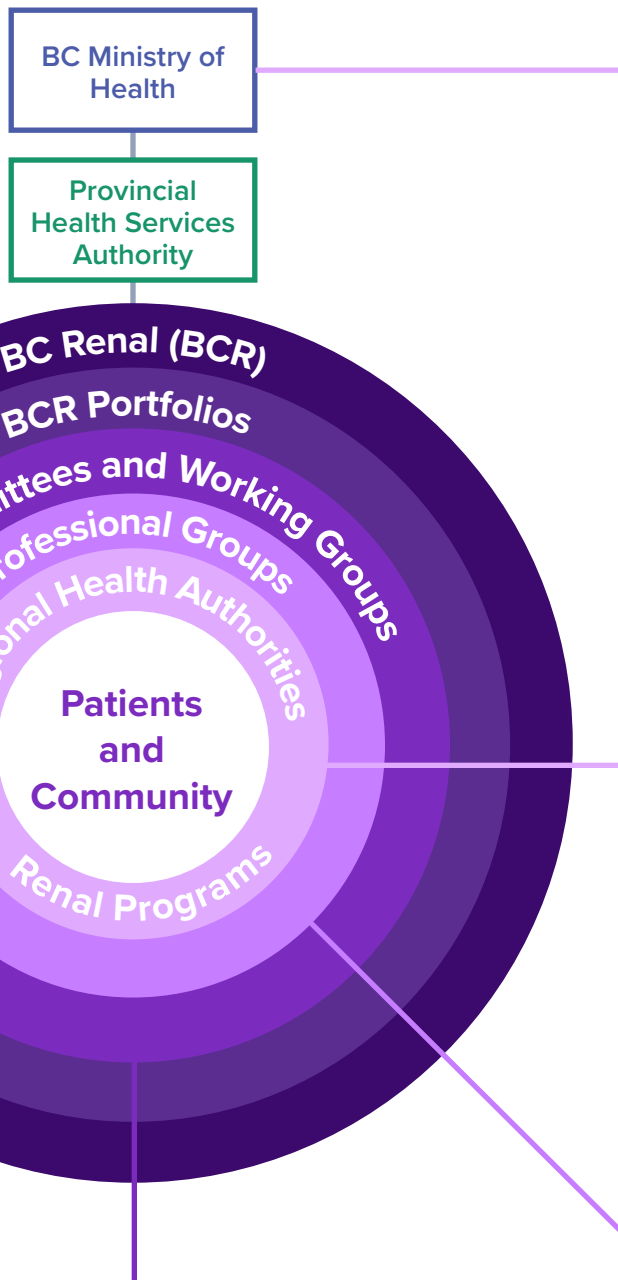 BC Ministry of
Health
Provincial
Health Services
Authority
BC Renal (BCR)
BCR Portfolios
and Working Groups
Groups
Health Authorities
Patients
and
Community
Renal Programs